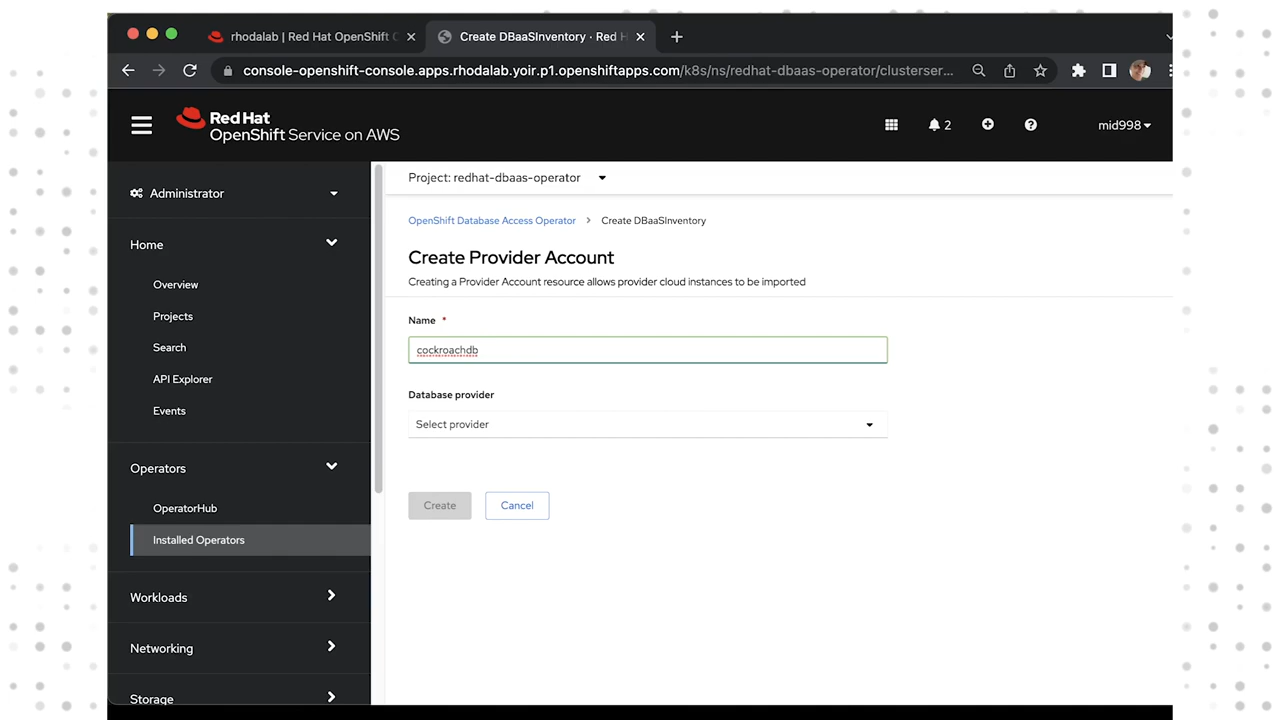 rhodalab | Red Hat OpenShift C
Create DBaaSInventory · Red H
console-openshift-console.apps.rhodalab.yoir.p1.openshiftapps.com/k8s/ns/redhat-dbaas-operator/clusterser...
Red Hat
OpenShift Service on AWS
2
mid998
Administrator
Project: redhat-dbaas-operator
OpenShift Database Access Operator > Create DBaaSInventory
Home
Create Provider Account
Creating a Provider Account resource allows provider cloud instances to be imported
Overview
Projects
Search
API Explorer
Events
Name *
cockroachdb
Database provider
Select provider
Operators
OperatorHub
Installed Operators
Create
Cancel
Workloads
Networking
Storage